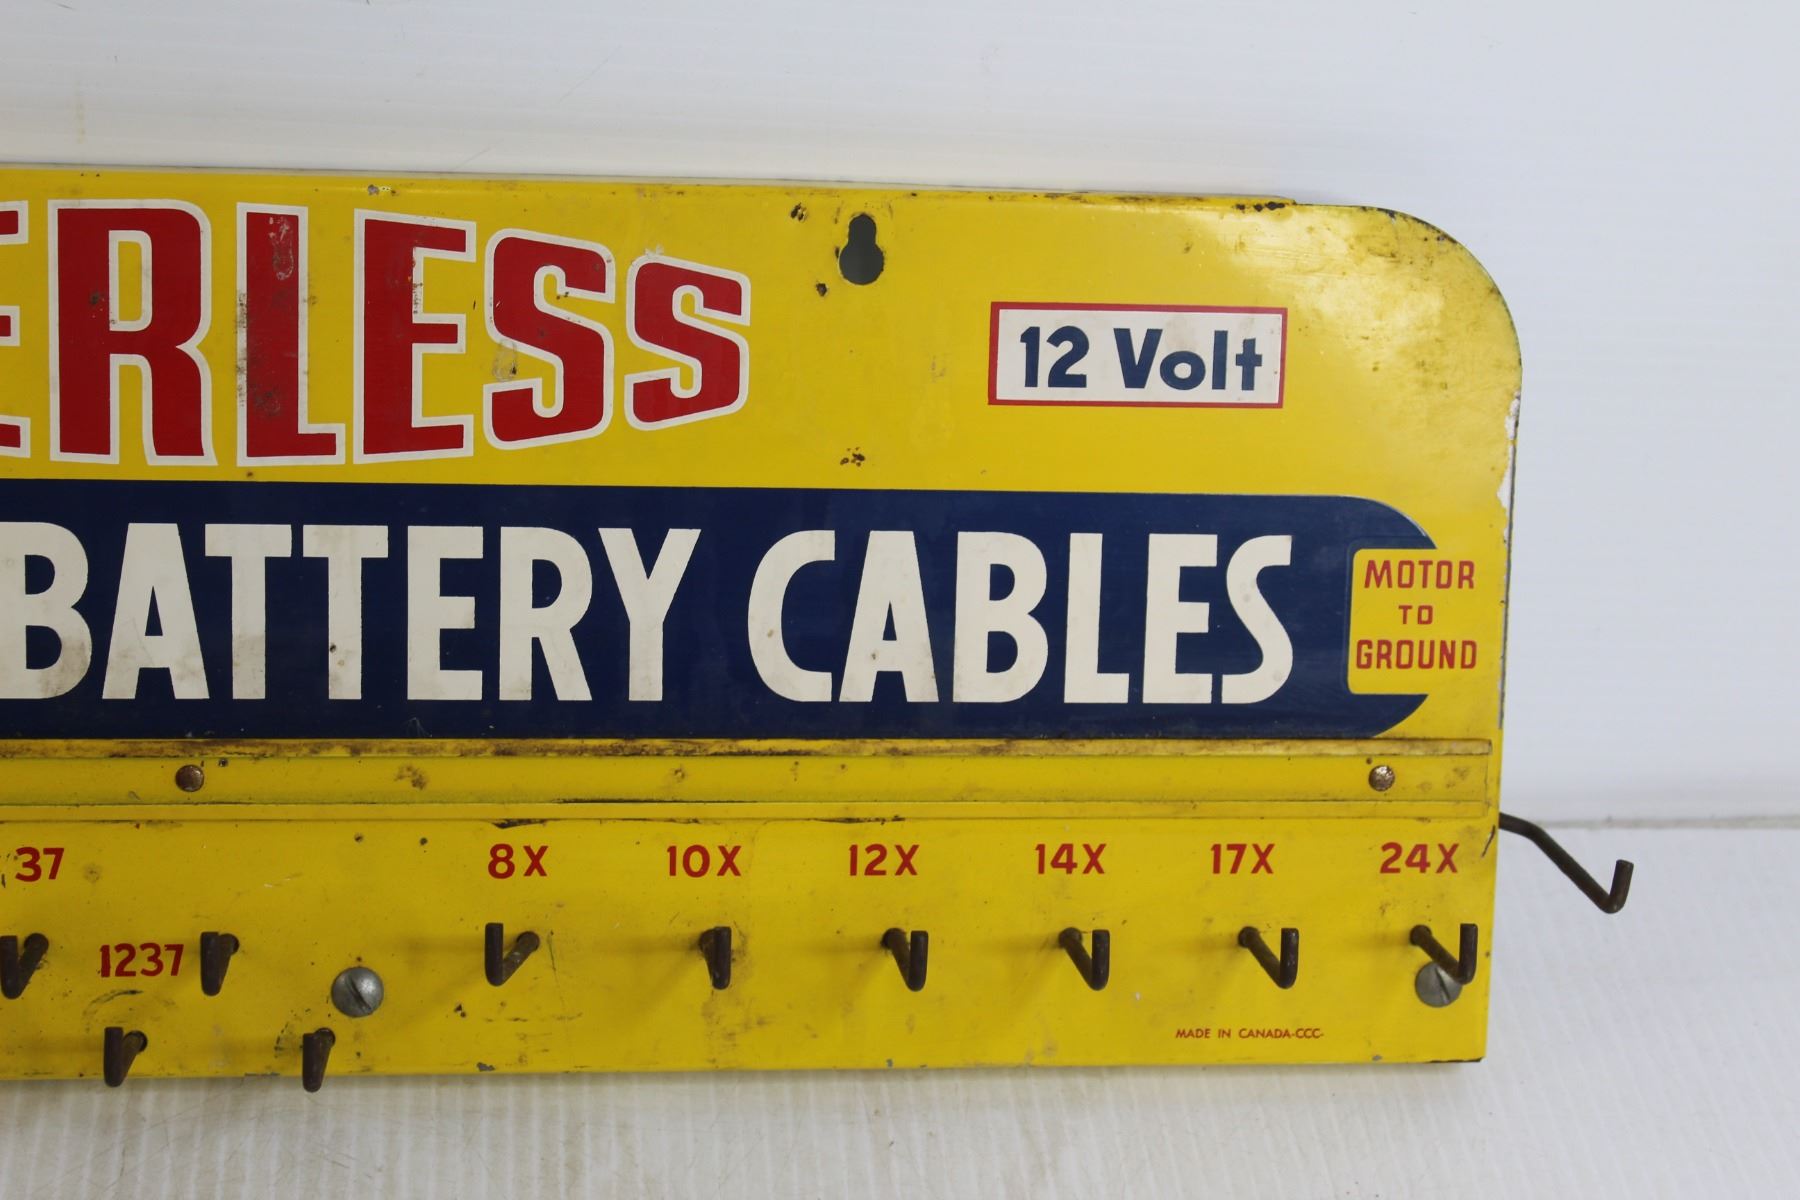 ERLESS
12 Volt
BATTERY CABLES
MOTOR
TO
GROUND
37 8X 10X 12X 14X 17X 24X
1237
MADE IN CANADA-CCC-